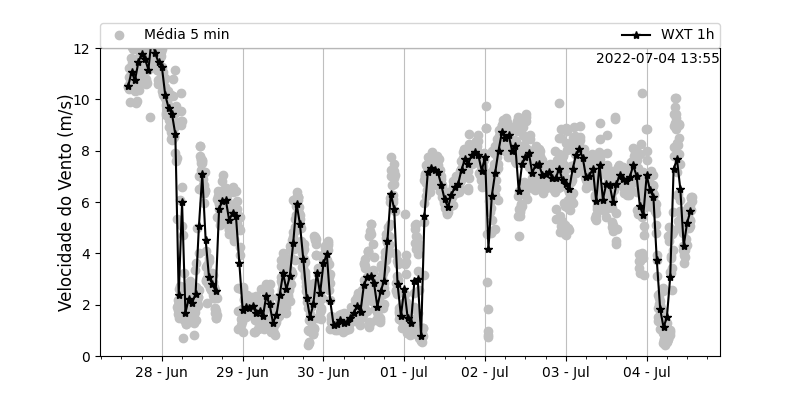 Média 5 min
WXT 1h
12
2022-07-04 13:55
10
8
6
4
2
0
Velocidade do Vento (m/s)
28 - Jun
29 - Jun
30 - Jun
01 - Jul
02 - Jul
03 - Jul
04 - Jul